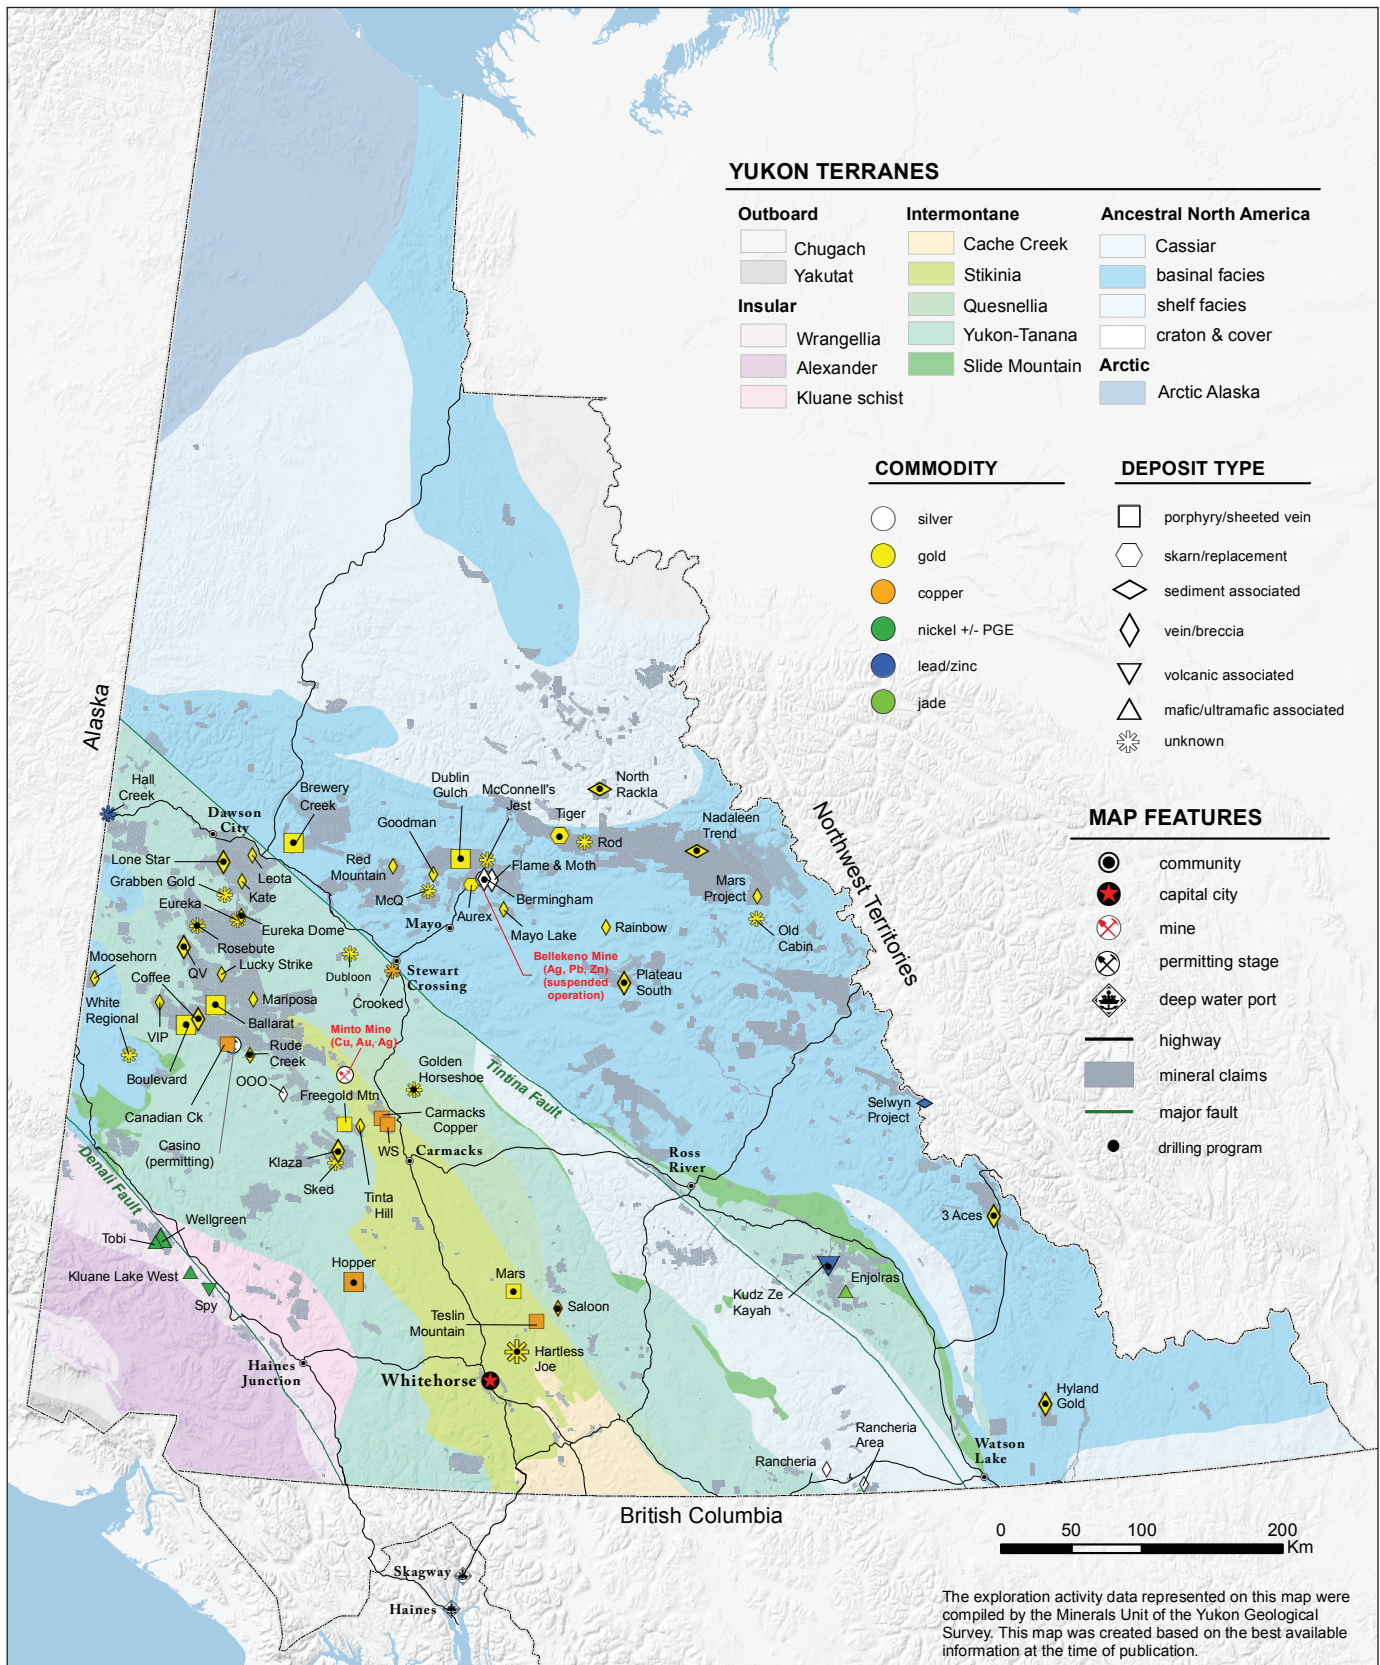 YUKON TERRANES
Outboard
Chugach
Yakutat
Insular
Wrangellia
Alexander
Kluane schist
Intermontane
Cache Creek
Stikinia
Quesnellia
Yukon-Tanana
Slide Mountain
Ancestral North America
Cassiar
basinal facies
shelf facies
craton & cover
Arctic
Arctic Alaska
COMMODITY
silver
gold
copper
nickel +/- PGE
lead/zinc
jade
DEPOSIT TYPE
porphyry/sheeted vein
skarn/replacement
sediment associated
vein/breccia
volcanic associated
mafic/ultramafic associated
unknown
MAP FEATURES
community
capital city
mine
permitting stage
deep water port
highway
mineral claims
major fault
drilling program
Alaska
Northwest Territories
British Columbia
Hall
Creek
Dawson
City
Brewery
Creek
Dublin
Gulch
McConnell's
Jest
North
Rackla
Goodman
Tiger
Rod
Nadaleen
Trend
Lone Star
Leota
Red
Mountain
Flame & Moth
Grabben Gold
Kate
McQ
Aurex
Bermingham
Mars
Project
Eureka
Eureka Dome
Mayo
Mayo Lake
Rainbow
Old
Cabin
Rosebute
Moosehorn
QV
Lucky Strike
Dubloon
Stewart
Crossing
Crooked
Bellekeno Mine
(Ag, Pb, Zn)
(suspended
operation)
Plateau
South
Coffee
White
Regional
Mariposa
VIP
Ballarat
Minto Mine
(Cu, Au, Ag)
Rude
Creek
Boulevard
OOO
Golden
Horseshoe
Tintina Fault
Freegold Mtn
Canadian Ck
Carmacks
Copper
Selwyn
Project
Casino
(permitting)
Klaza
WS
Carmacks
Ross
River
Denali Fault
Sked
Tinta
Hill
3 Aces
Wellgreen
Tobi
Kluane Lake West
Spy
Hopper
Mars
Saloon
Teslin
Mountain
Kudz Ze
Kayah
Enjolras
Hartless
Joe
Haines
Junction
Whitehorse
Hyland
Gold
Rancheria
Area
Rancheria
Watson
Lake
Skagway
Haines
0 50 100 200
Km
The exploration activity data represented on this map were
compiled by the Minerals Unit of the Yukon Geological
Survey. This map was created based on the best available
information at the time of publication.